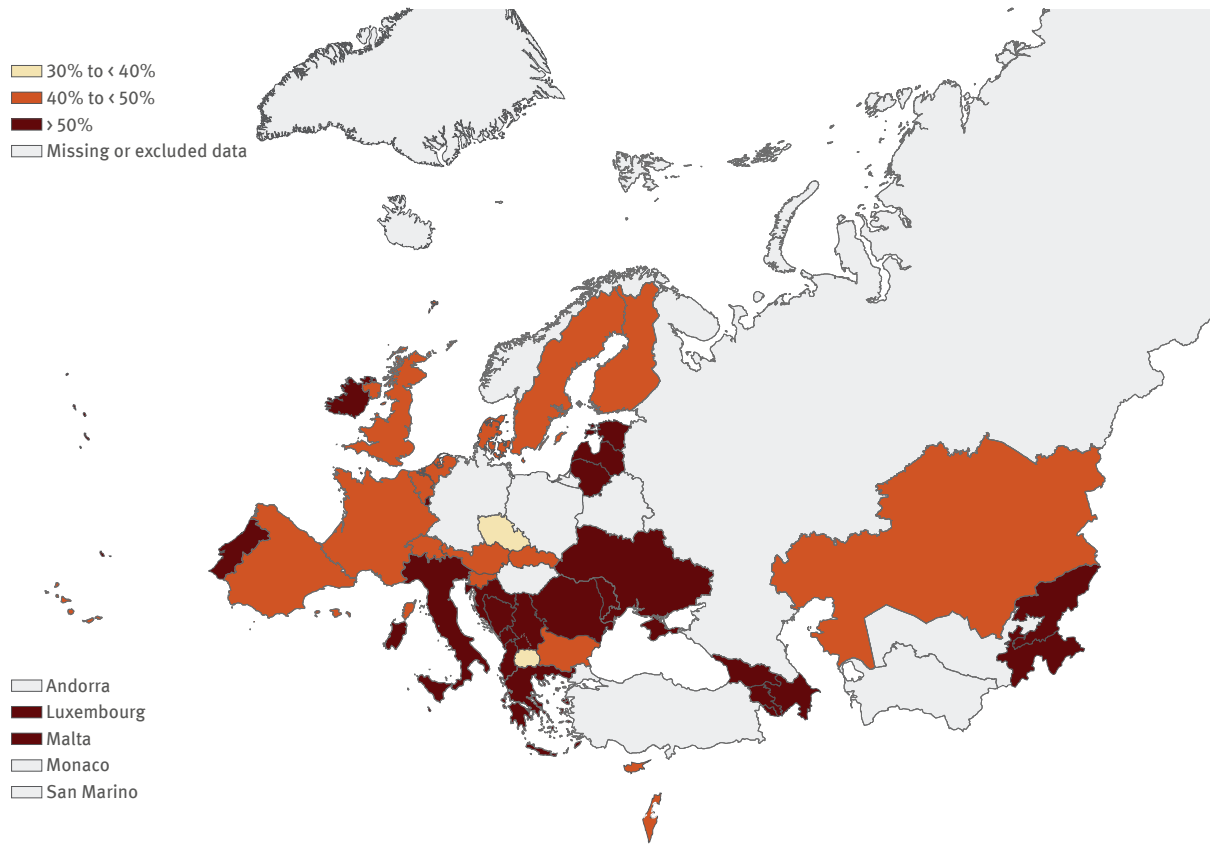 30% to < 40%
40% to < 50%
> 50%
Missing or excluded data
Andorra
Luxembourg
Malta
Monaco
San Marino